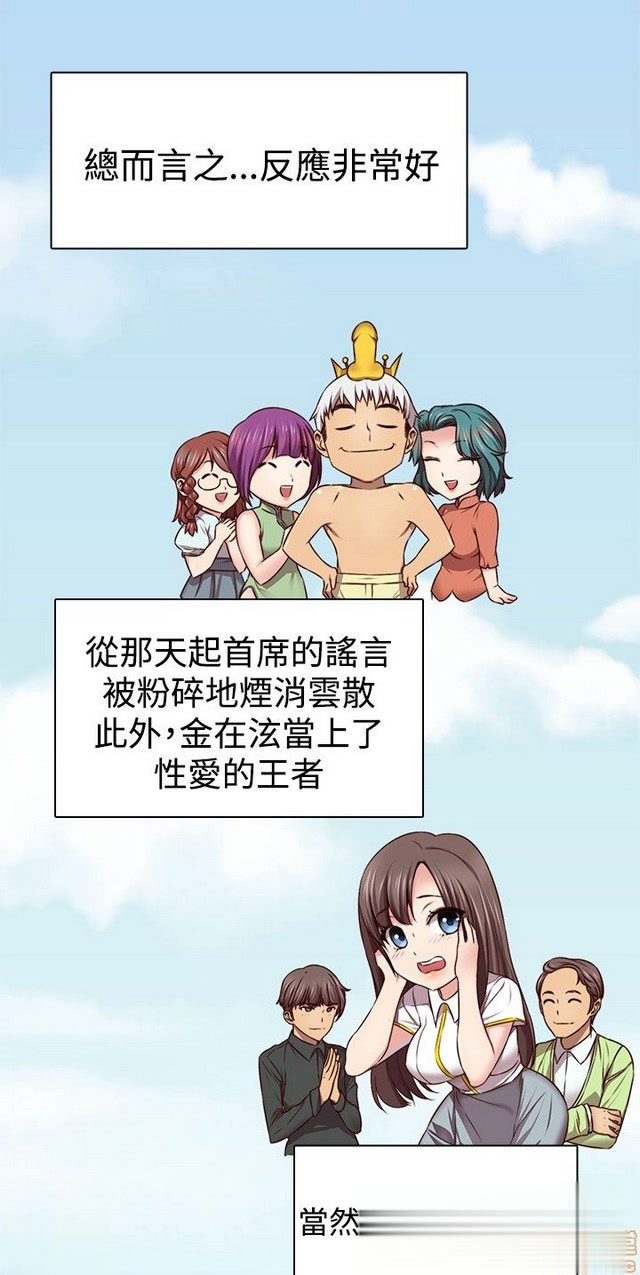 總而言之...反應非常好
從那天起首席的謠言
被粉碎地煙消雲散
此外,金在泫當上了
性愛的王者
當然